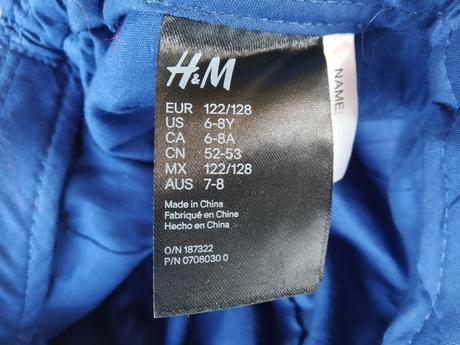 H&M
EUR 122/128
US 6-8Y
CA 6-8A
CN 52-53
MX 122/128
AUS 7-8
Made in China
Fabriqué en Chine
Hecho en China
O/N 187322
P/N 0708030 0
NAME: